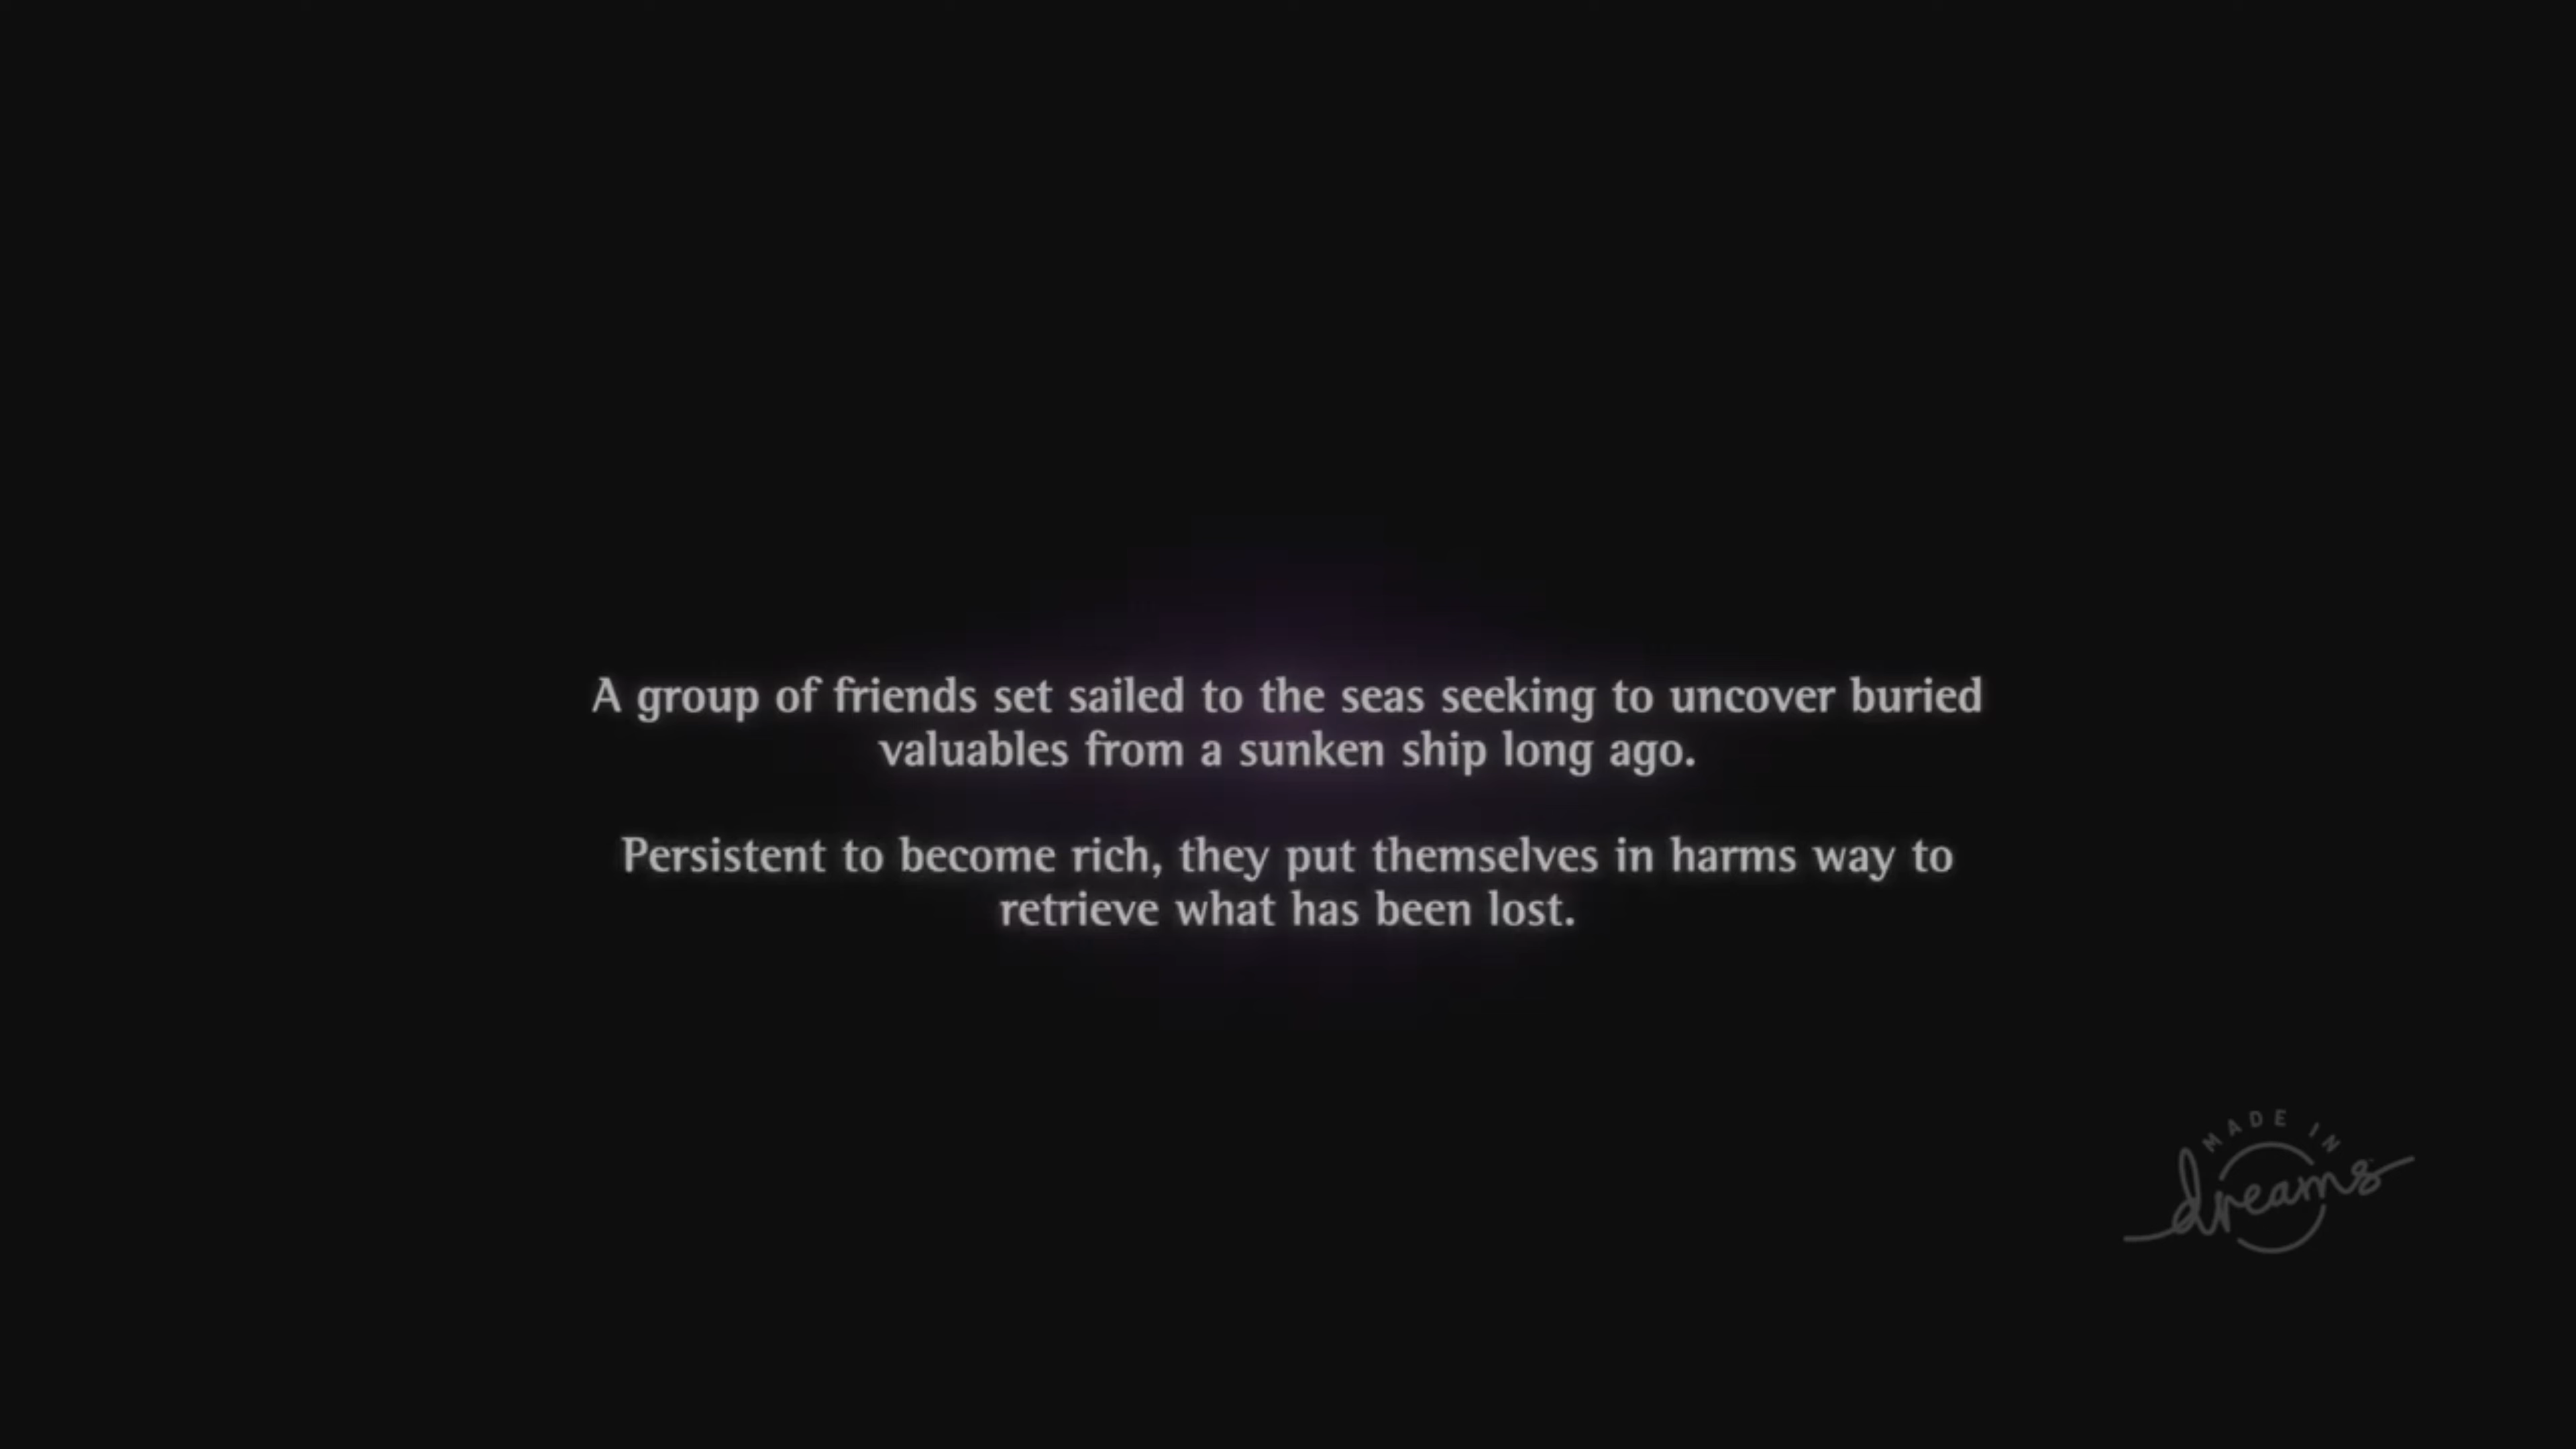 A group of friends set sailed to the seas seeking to uncover buried
valuables from a sunken ship long ago.
Persistent to become rich, they put themselves in harms way to
retrieve what has been lost.
MADE IN
dreams